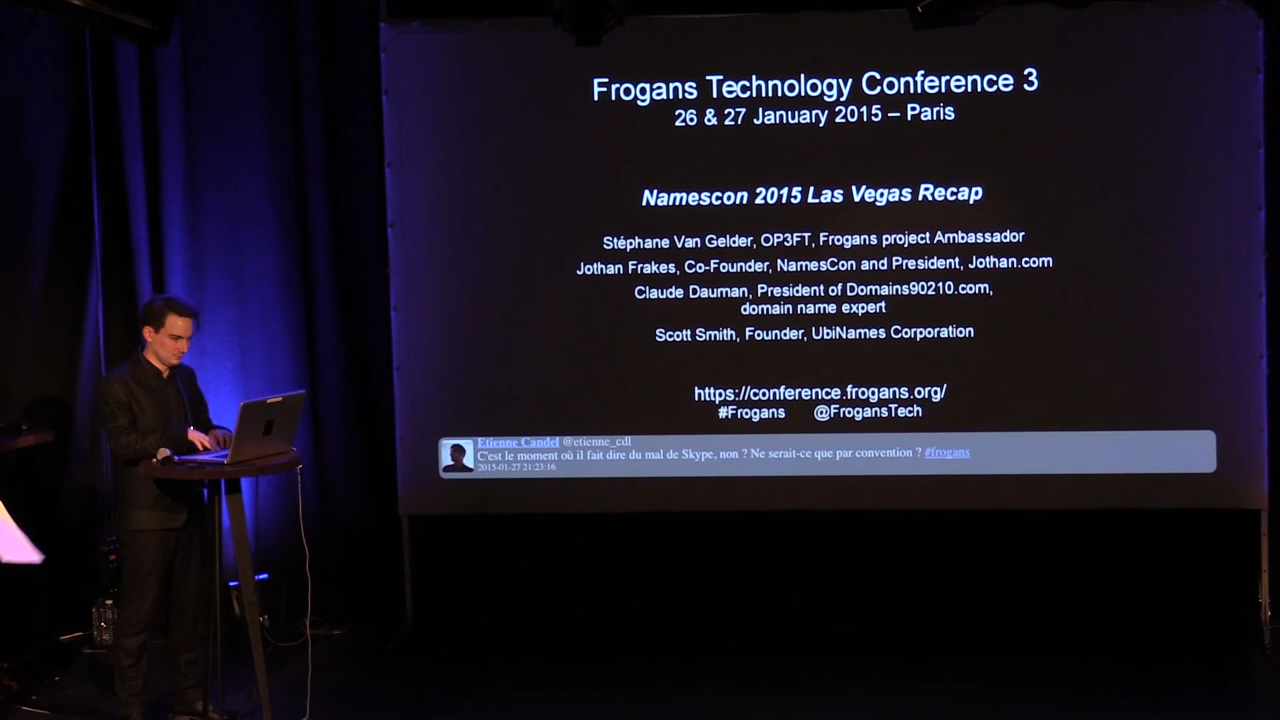 Frogans Technology Conference 3
26 & 27 January 2015 – Paris
Namescon 2015 Las Vegas Recap
Stéphane Van Gelder, OP3FT, Frogans project Ambassador
Jothan Frakes, Co-Founder, NamesCon and President, Jothan.com
Claude Dauman, President of Domains90210.com,
domain name expert
Scott Smith, Founder, UbiNames Corporation
https://conference.frogans.org/
#Frogans @FrogansTech
Etienne Candel @etienne_cdl
C'est le moment où il fait dire du mal de Skype, non ? Ne serait-ce que par convention ? #frogans
2015-01-27 21:23:16